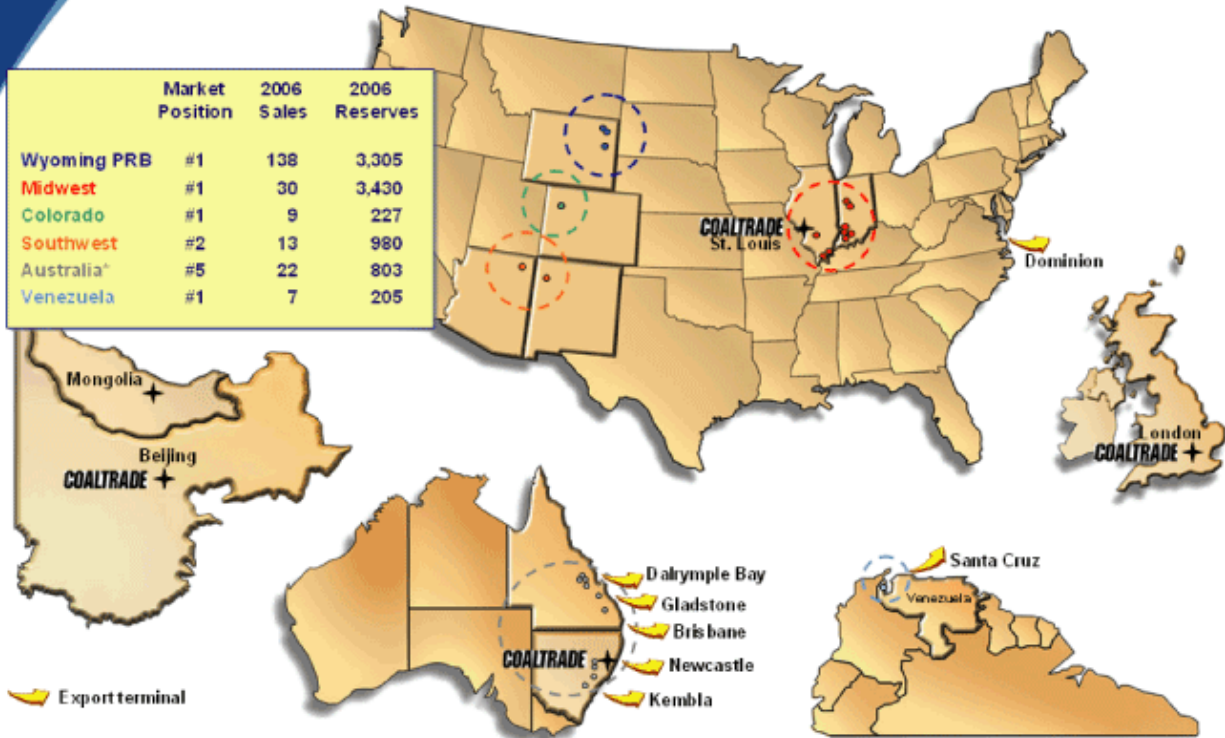 Market 2006 2006
Position Sales Reserves
Wyoming PRB #1 138 3,305
Midwest #1 30 3,430
Colorado #1 9 227
Southwest #2 13 980
Australia* #5 22 803
Venezuela #1 7 205
COALTRADE
St. Louis
Dominion
Mongolia
Beijing
COALTRADE
London
COALTRADE
Dalrymple Bay
Gladstone
Brisbane
COALTRADE
Newcastle
Kembla
Santa Cruz
Venezuela
Export terminal